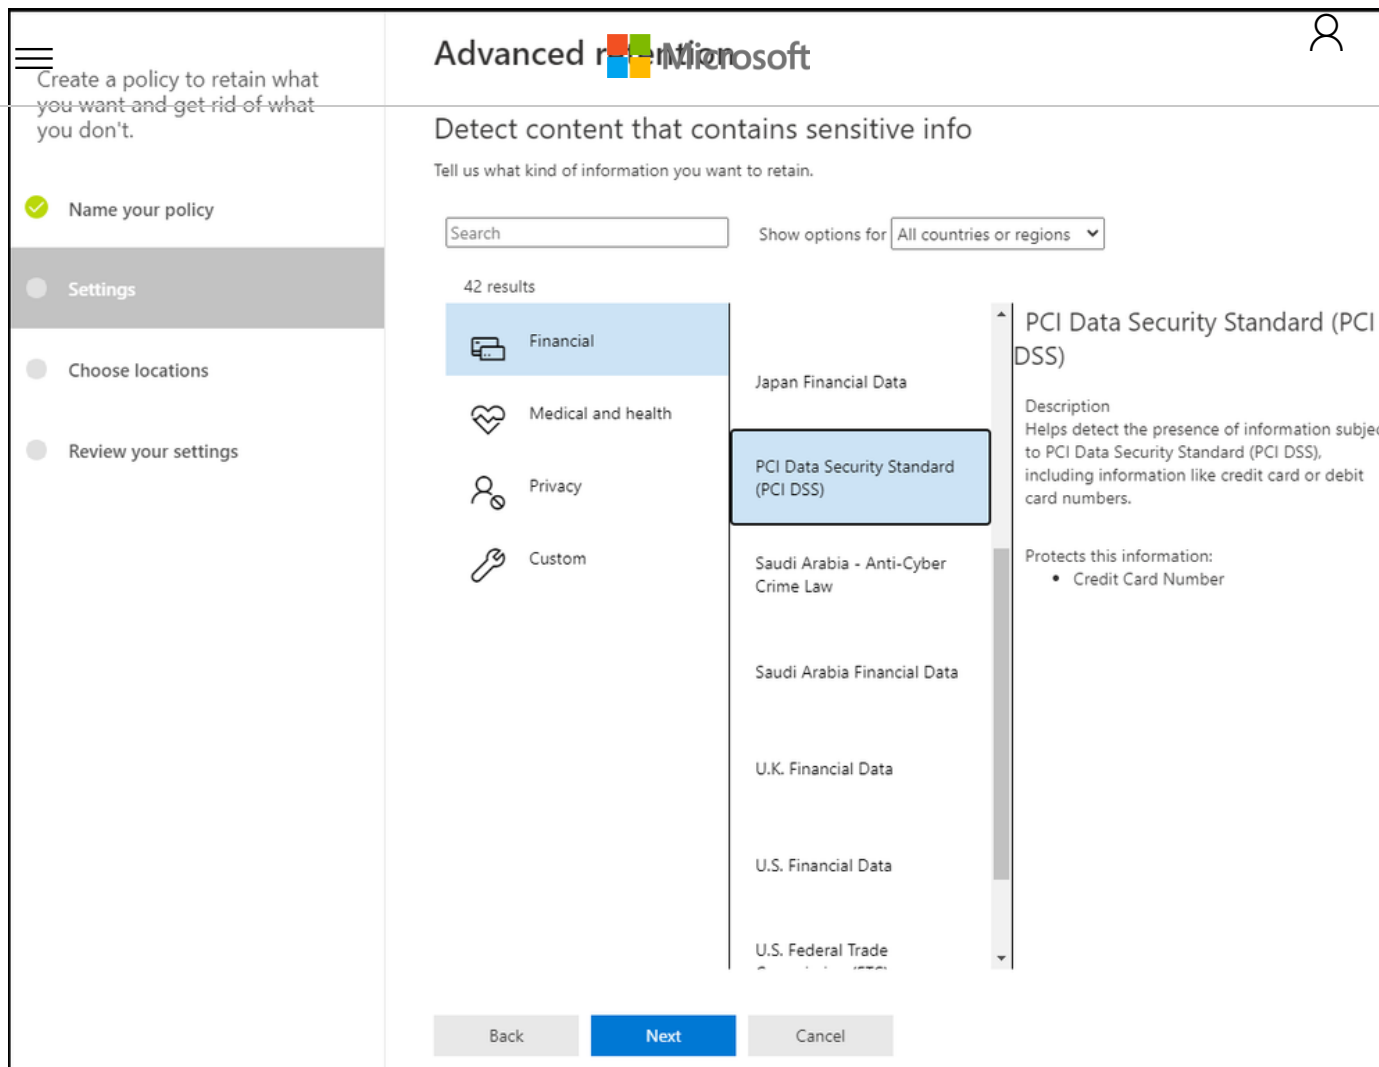 Advanced retention
Microsoft
Create a policy to retain what
you want and get rid of what
you don't.
Name your policy
Settings
Choose locations
Review your settings
Detect content that contains sensitive info
Tell us what kind of information you want to retain.
Search
Show options for All countries or regions
42 results
Financial
Medical and health
Privacy
Custom
Japan Financial Data
PCI Data Security Standard
(PCI DSS)
Saudi Arabia - Anti-Cyber
Crime Law
Saudi Arabia Financial Data
U.K. Financial Data
U.S. Financial Data
U.S. Federal Trade
PCI Data Security Standard (PCI
DSS)
Description
Helps detect the presence of information subjec
to PCI Data Security Standard (PCI DSS),
including information like credit card or debit
card numbers.
Protects this information:
• Credit Card Number
Back
Next
Cancel